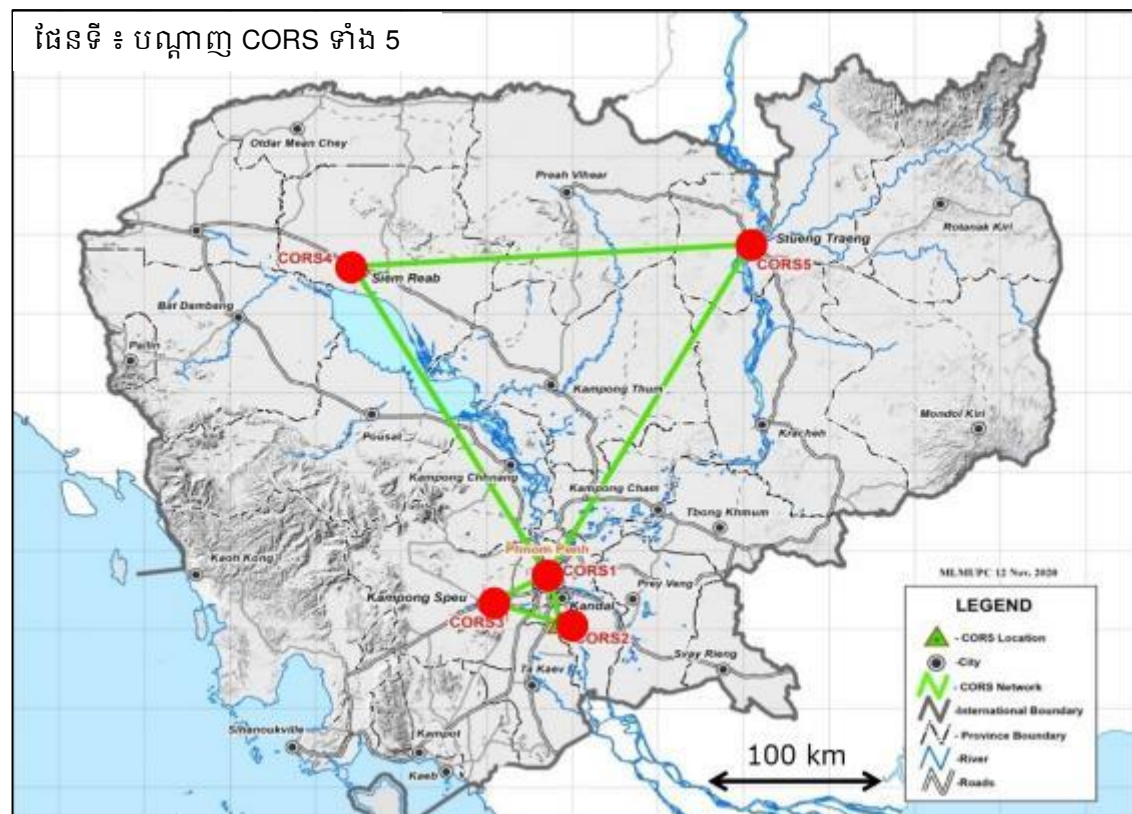 ផែនទី ៖ បណ្តាញ CORS ទាំង 5
Otdar Mean Chey
Preah Vihear
Stueng Traeng
Rotanak Kiri
CORS4
CORS5
Siem Reab
Bat Dambang
Pailin
Kampong Thum
Mondol Kiri
Pousat
Kracheh
Kampong Chhnang
Kampong Cham
Tbong Khmum
Phnom Penh
Kaoh Kong
CORS1
Prey Veng
Kampong Speu
Kandal
CORS3
CORS2
Svay Rieng
Ta Kaev
Sihanoukville
Kampot
Kaeb
100 km
MLMUPC 12 Nov. 2020
LEGEND
- CORS Location
-City
- CORS Network
-International Boundary
- Province Boundary
-River
-Roads